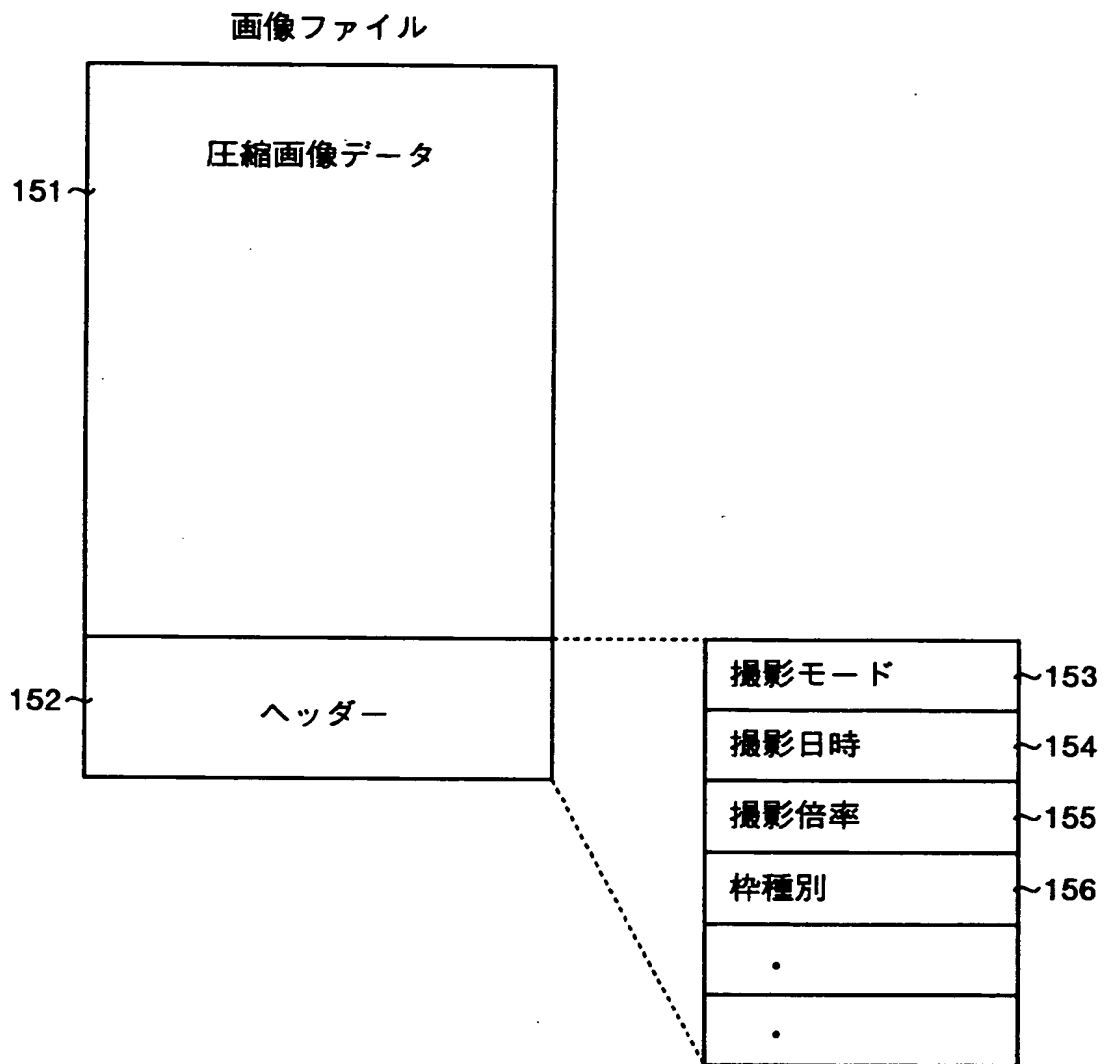 画像ファイル
圧縮画像データ
151
152
ヘッダー
撮影モード
153
撮影日時
154
撮影倍率
155
枠種別
156
・
・